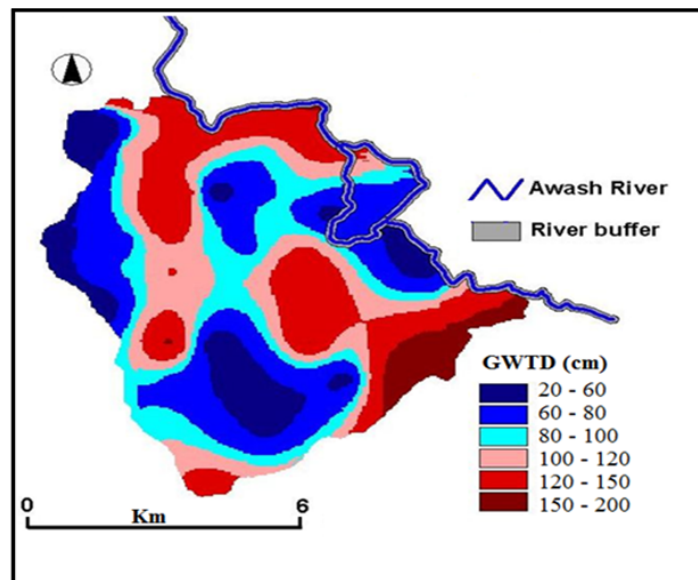 Awash River
River buffer
GWTD (cm)
20 - 60
60 - 80
80 - 100
100 - 120
120 - 150
150 - 200
0
6
Km